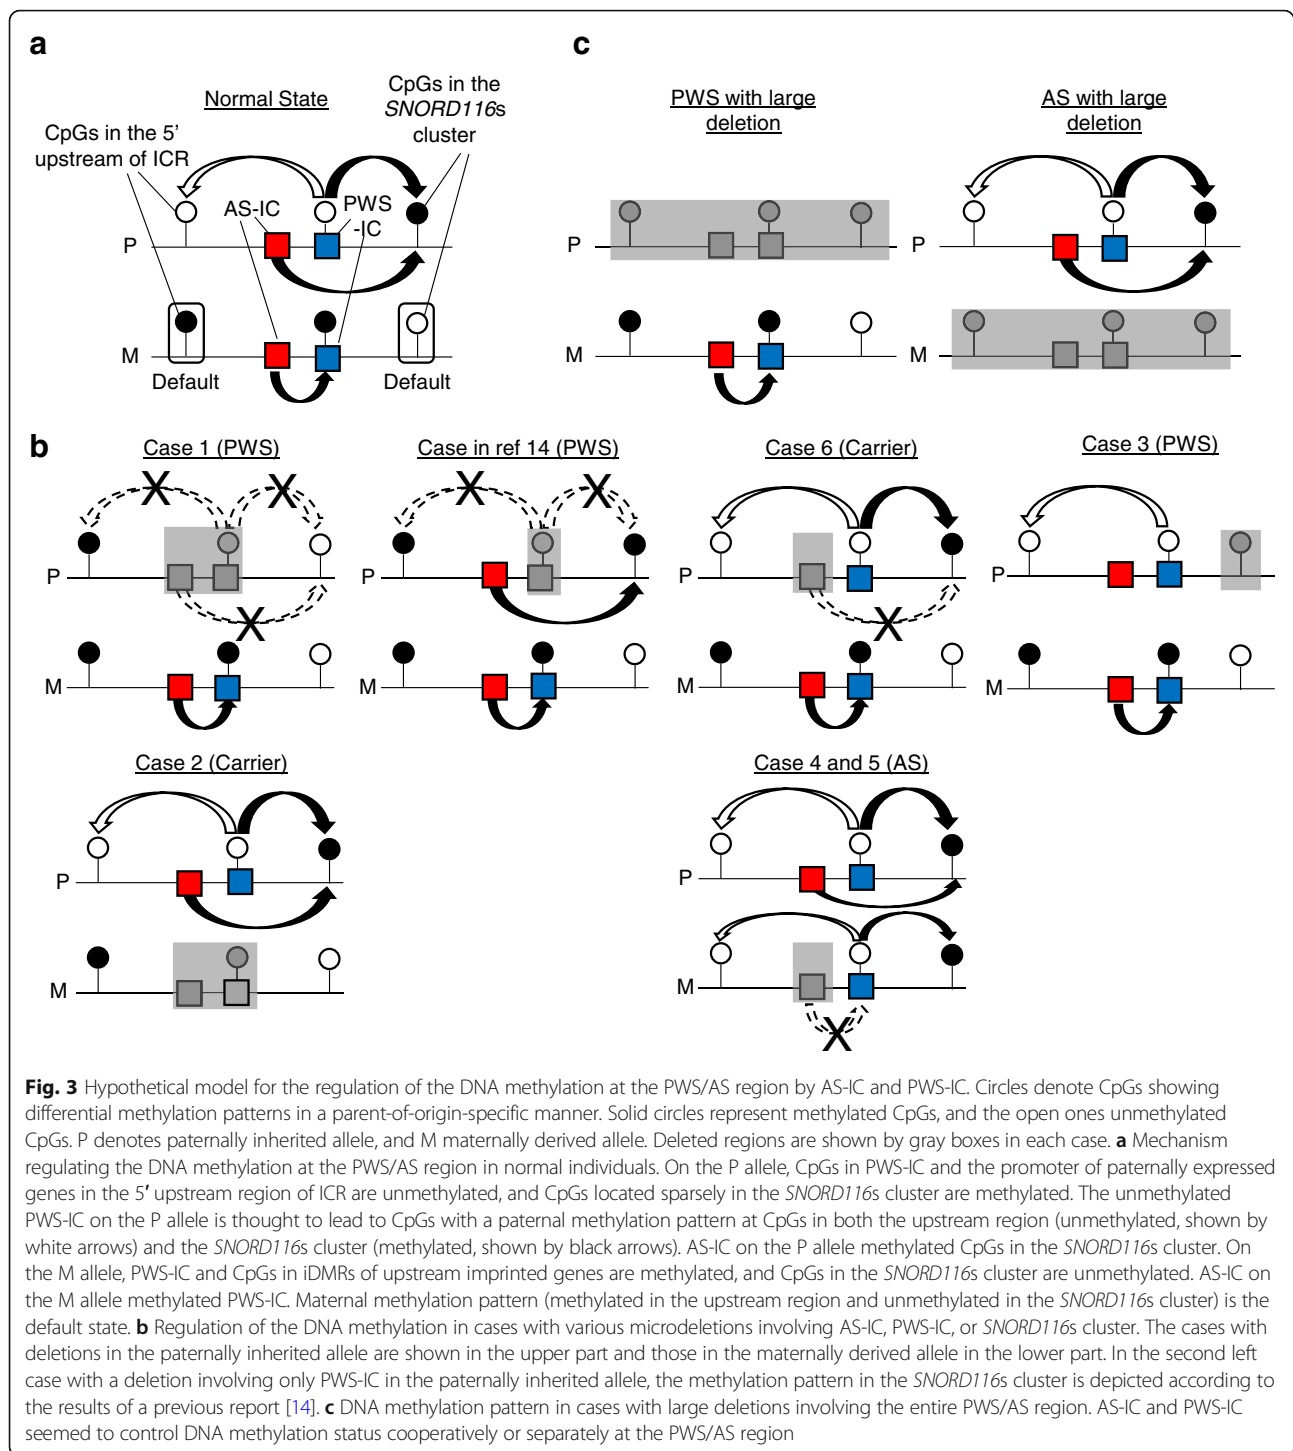 a
Normal State
CpGs in the
SNORD116s
cluster
CpGs in the 5'
upstream of ICR
AS-IC
PWS
-IC
P
M
Default
Default
c
PWS with large
deletion
AS with large
deletion
P
M
P
M
b
Case 1 (PWS)
X
X
P
X
M
Case in ref 14 (PWS)
X
X
P
M
Case 6 (Carrier)
P
X
M
Case 3 (PWS)
P
M
Case 2 (Carrier)
P
M
Case 4 and 5 (AS)
P
M
X
Fig. 3 Hypothetical model for the regulation of the DNA methylation at the PWS/AS region by AS-IC and PWS-IC. Circles denote CpGs showing
differential methylation patterns in a parent-of-origin-specific manner. Solid circles represent methylated CpGs, and the open ones unmethylated
CpGs. P denotes paternally inherited allele, and M maternally derived allele. Deleted regions are shown by gray boxes in each case. a Mechanism
regulating the DNA methylation at the PWS/AS region in normal individuals. On the P allele, CpGs in PWS-IC and the promoter of paternally expressed
genes in the 5′ upstream region of ICR are unmethylated, and CpGs located sparsely in the SNORD116s cluster are methylated. The unmethylated
PWS-IC on the P allele is thought to lead to CpGs with a paternal methylation pattern at CpGs in both the upstream region (unmethylated, shown by
white arrows) and the SNORD116s cluster (methylated, shown by black arrows). AS-IC on the P allele methylated CpGs in the SNORD116s cluster. On
the M allele, PWS-IC and CpGs in iDMRs of upstream imprinted genes are methylated, and CpGs in the SNORD116s cluster are unmethylated. AS-IC on
the M allele methylated PWS-IC. Maternal methylation pattern (methylated in the upstream region and unmethylated in the SNORD116s cluster) is the
default state. b Regulation of the DNA methylation in cases with various microdeletions involving AS-IC, PWS-IC, or SNORD116s cluster. The cases with
deletions in the paternally inherited allele are shown in the upper part and those in the maternally derived allele in the lower part. In the second left
case with a deletion involving only PWS-IC in the paternally inherited allele, the methylation pattern in the SNORD116s cluster is depicted according to
the results of a previous report [14]. c DNA methylation pattern in cases with large deletions involving the entire PWS/AS region. AS-IC and PWS-IC
seemed to control DNA methylation status cooperatively or separately at the PWS/AS region